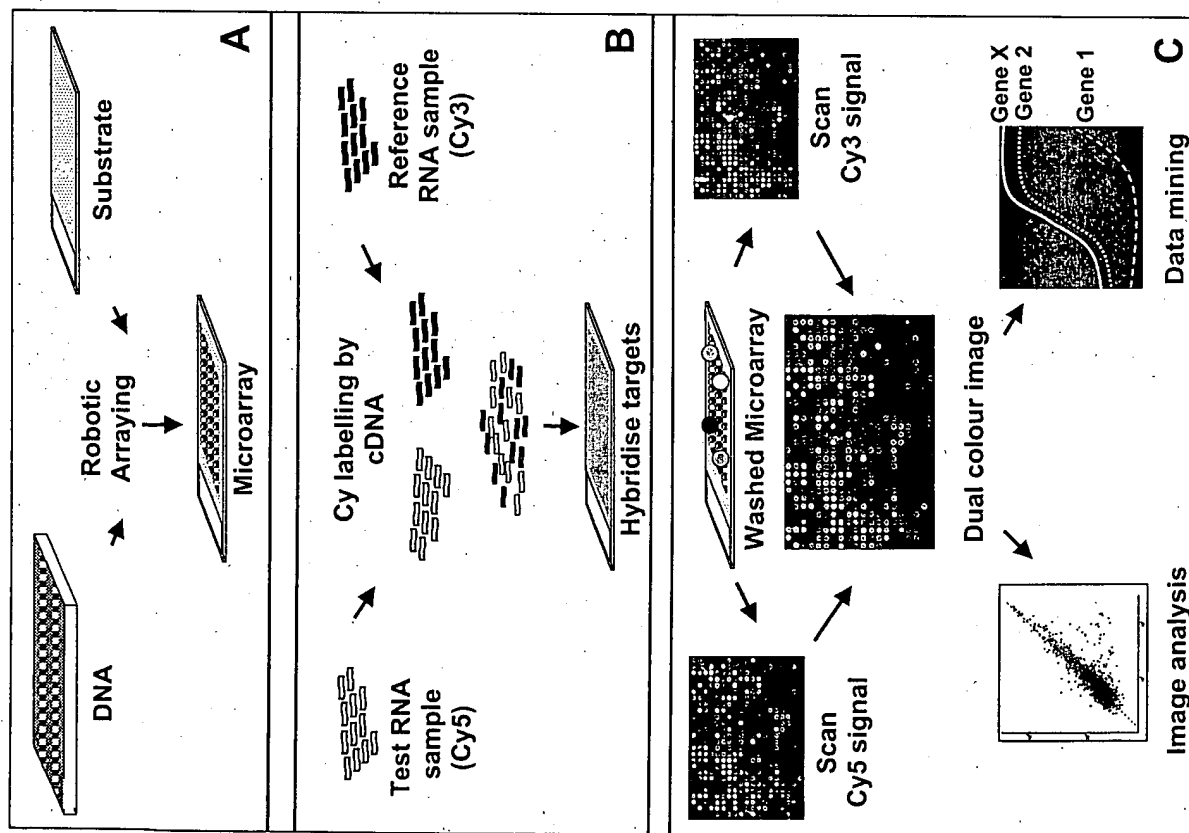 A
DNA
Substrate
Robotic
Arraying
Microarray
B
Test RNA
sample
(Cy5)
Cy labelling by
cDNA
Reference
RNA sample
(Cy3)
Hybridise targets
C
Washed Microarray
Scan
Cy5 signal
Scan
Cy3 signal
Dual colour image
Gene X
Gene 2
Gene 1
Image analysis
Data mining